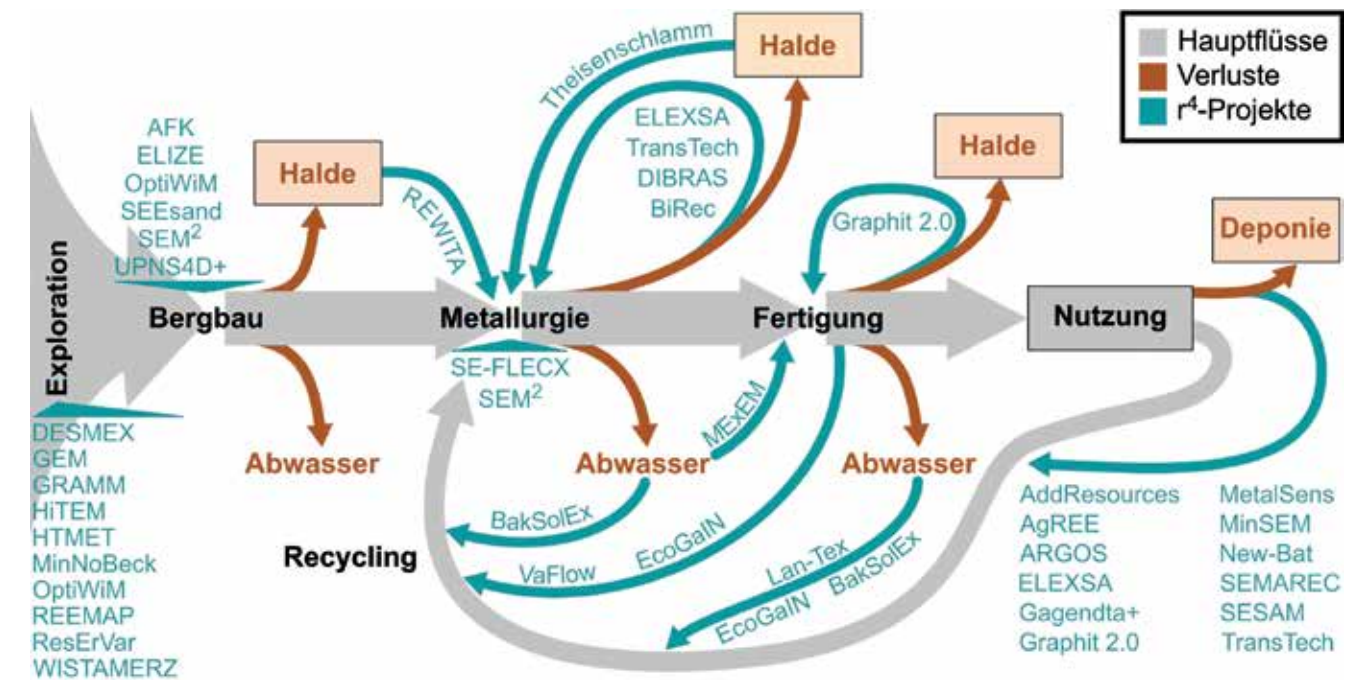 Hauptflüsse
Verluste
r⁴-Projekte
Exploration
DESMEX
GEM
GRAMM
HiTEM
HTMET
MinNoBeck
OptiWiM
REEMAP
ResErVar
WISTAMERZ
AFK
ELIZE
OptiWiM
SEEsand
SEM²
UPNS4D+
Bergbau
Halde
Abwasser
REWITA
Theisenschlamm
Halde
ELEXSA
TransTech
DIBRAS
BiRec
Metallurgie
SE-FLECX
SEM²
Abwasser
MExEM
BakSolEx
Halde
Graphit 2.0
Fertigung
Abwasser
VaFlow
EcoGaIN
Lan-Tex
BakSolEx
EcoGaIN
Recycling
Nutzung
Deponie
AddResources
AgREE
ARGOS
ELEXSA
Gagendta+
Graphit 2.0
MetalSens
MinSEM
New-Bat
SEMAREC
SESAM
TransTech